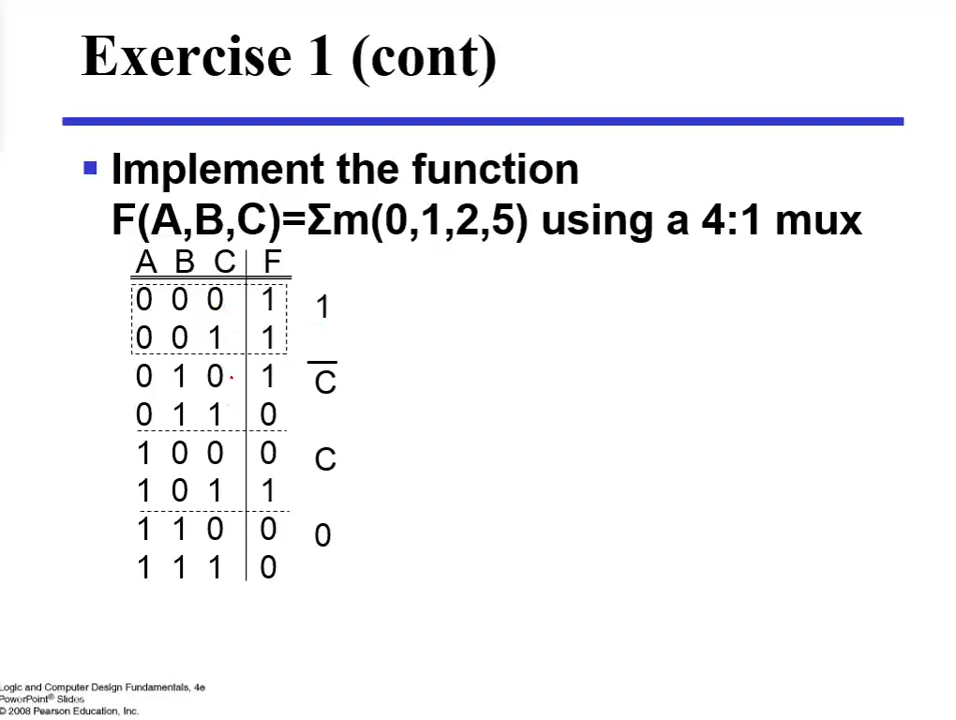 Exercise 1 (cont)
Implement the function
F(A,B,C)=Σm(0,1,2,5) using a 4:1 mux
A B C F
0 0 0 1 1
0 0 1 1
0 1 0 1 C̅
0 1 1 0
1 0 0 0 C
1 0 1 1
1 1 0 0 0
1 1 1 0
Logic and Computer Design Fundamentals, 4e
PowerPoint® Slides
© 2008 Pearson Education, Inc.